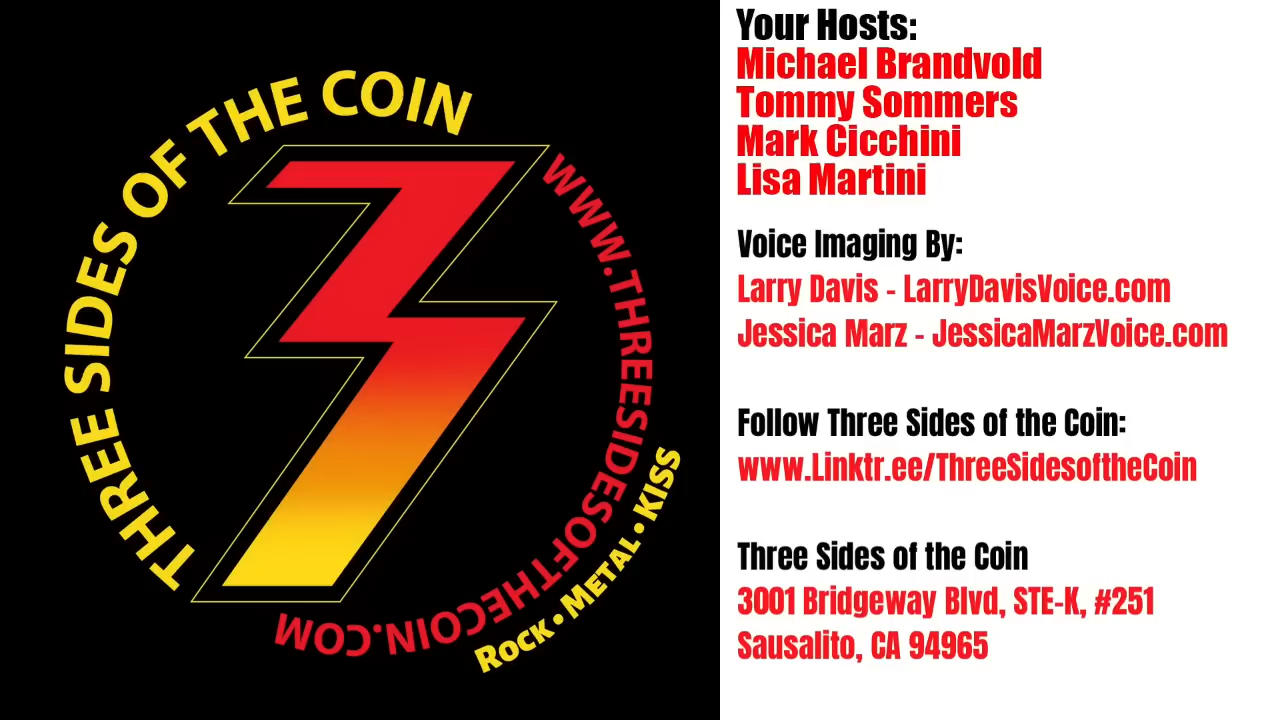 THREE SIDES OF THE COIN
WWW.THREESIDESOFTHECOIN.COM
Rock • Metal • KISS
Your Hosts:
Michael Brandvold
Tommy Sommers
Mark Cicchini
Lisa Martini
Voice Imaging By:
Larry Davis - LarryDavisVoice.com
Jessica Marz - JessicaMarzVoice.com
Follow Three Sides of the Coin:
www.Linktr.ee/ThreeSidesoftheCoin
Three Sides of the Coin
3001 Bridgeway Blvd, STE-K, #251
Sausalito, CA 94965